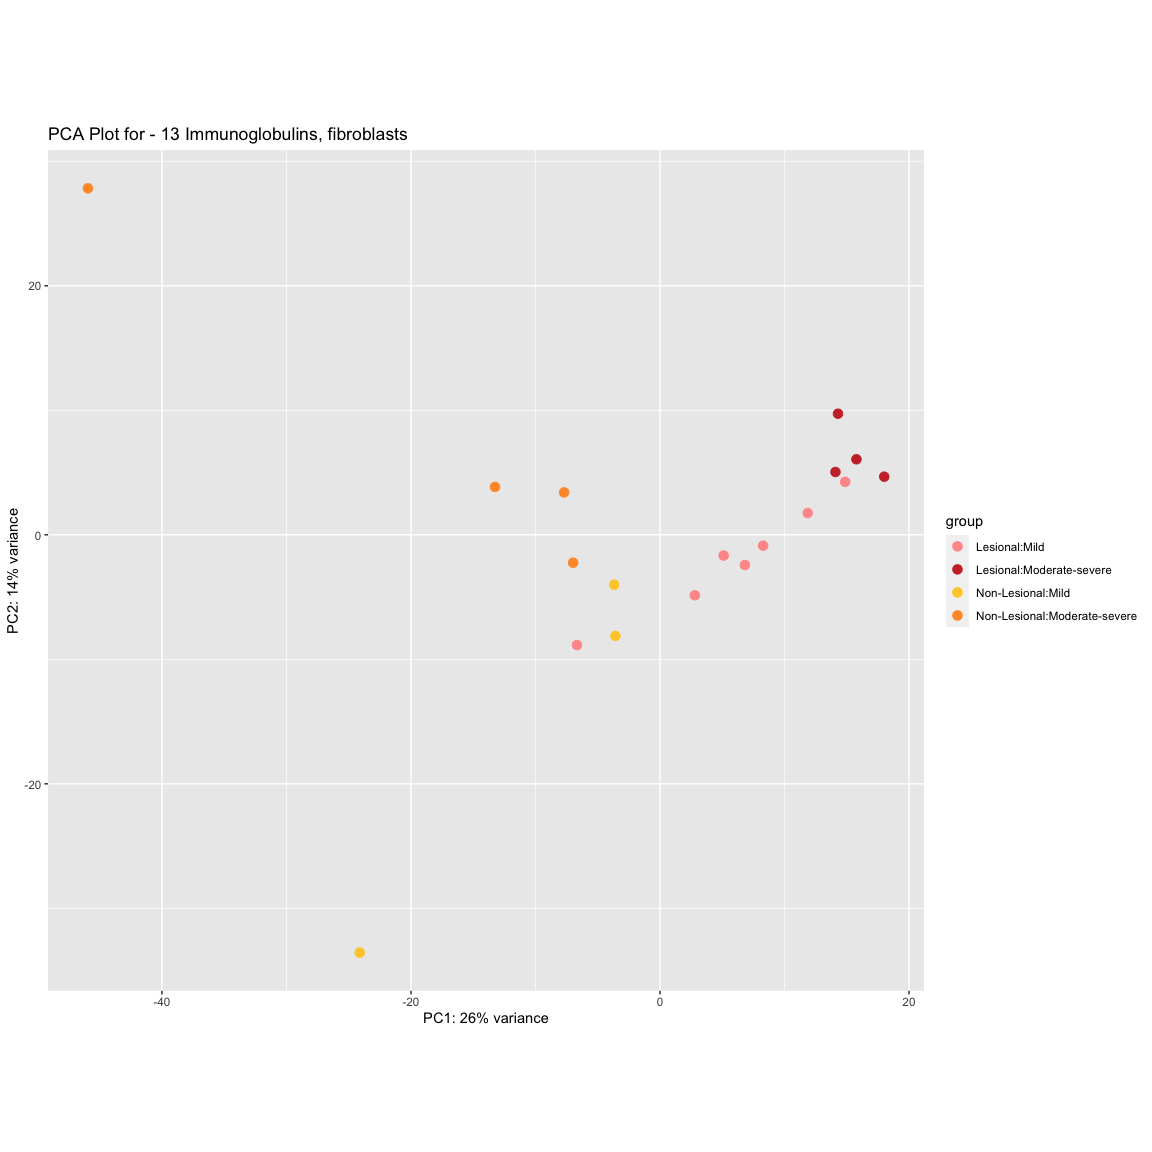 PCA Plot for - 13 Immunoglobulins, fibroblasts
20
0
-20
PC2: 14% variance
-40
-20
0
20
PC1: 26% variance
group
Lesional:Mild
Lesional:Moderate-severe
Non-Lesional:Mild
Non-Lesional:Moderate-severe